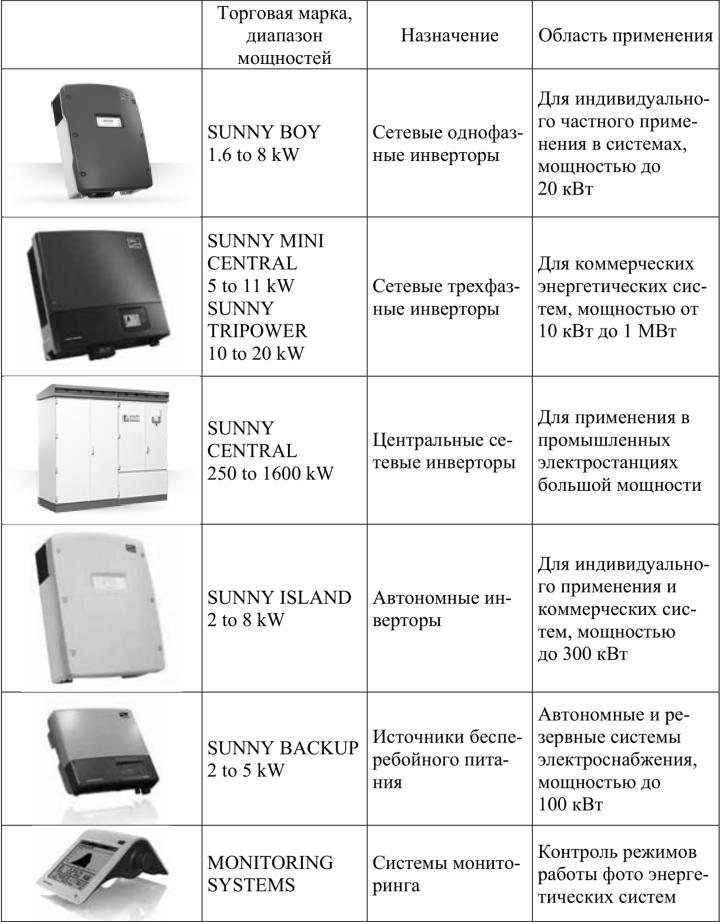 Торговая марка,
диапазон
мощностей
Назначение
Область применения
SUNNY BOY
1.6 to 8 kW
Сетевые однофаз-
ные инверторы
Для индивидуально-
го частного приме-
нения в системах,
мощностью до
20 кВт
SUNNY MINI
CENTRAL
5 to 11 kW
SUNNY
TRIPOWER
10 to 20 kW
Сетевые трехфаз-
ные инверторы
Для коммерческих
энергетических сис-
тем, мощностью от
10 кВт до 1 МВт
SUNNY
CENTRAL
250 to 1600 kW
Центральные се-
тевые инверторы
Для применения в
промышленных
электростанциях
большой мощности
SUNNY ISLAND
2 to 8 kW
Автономные ин-
верторы
Для индивидуально-
го применения и
коммерческих сис-
тем, мощностью
до 300 кВт
SUNNY BACKUP
2 to 5 kW
Источники беспе-
ребойного пита-
ния
Автономные и ре-
зервные системы
электроснабжения,
мощностью до
100 кВт
MONITORING
SYSTEMS
Системы монито-
ринга
Контроль режимов
работы фото энерге-
тических систем